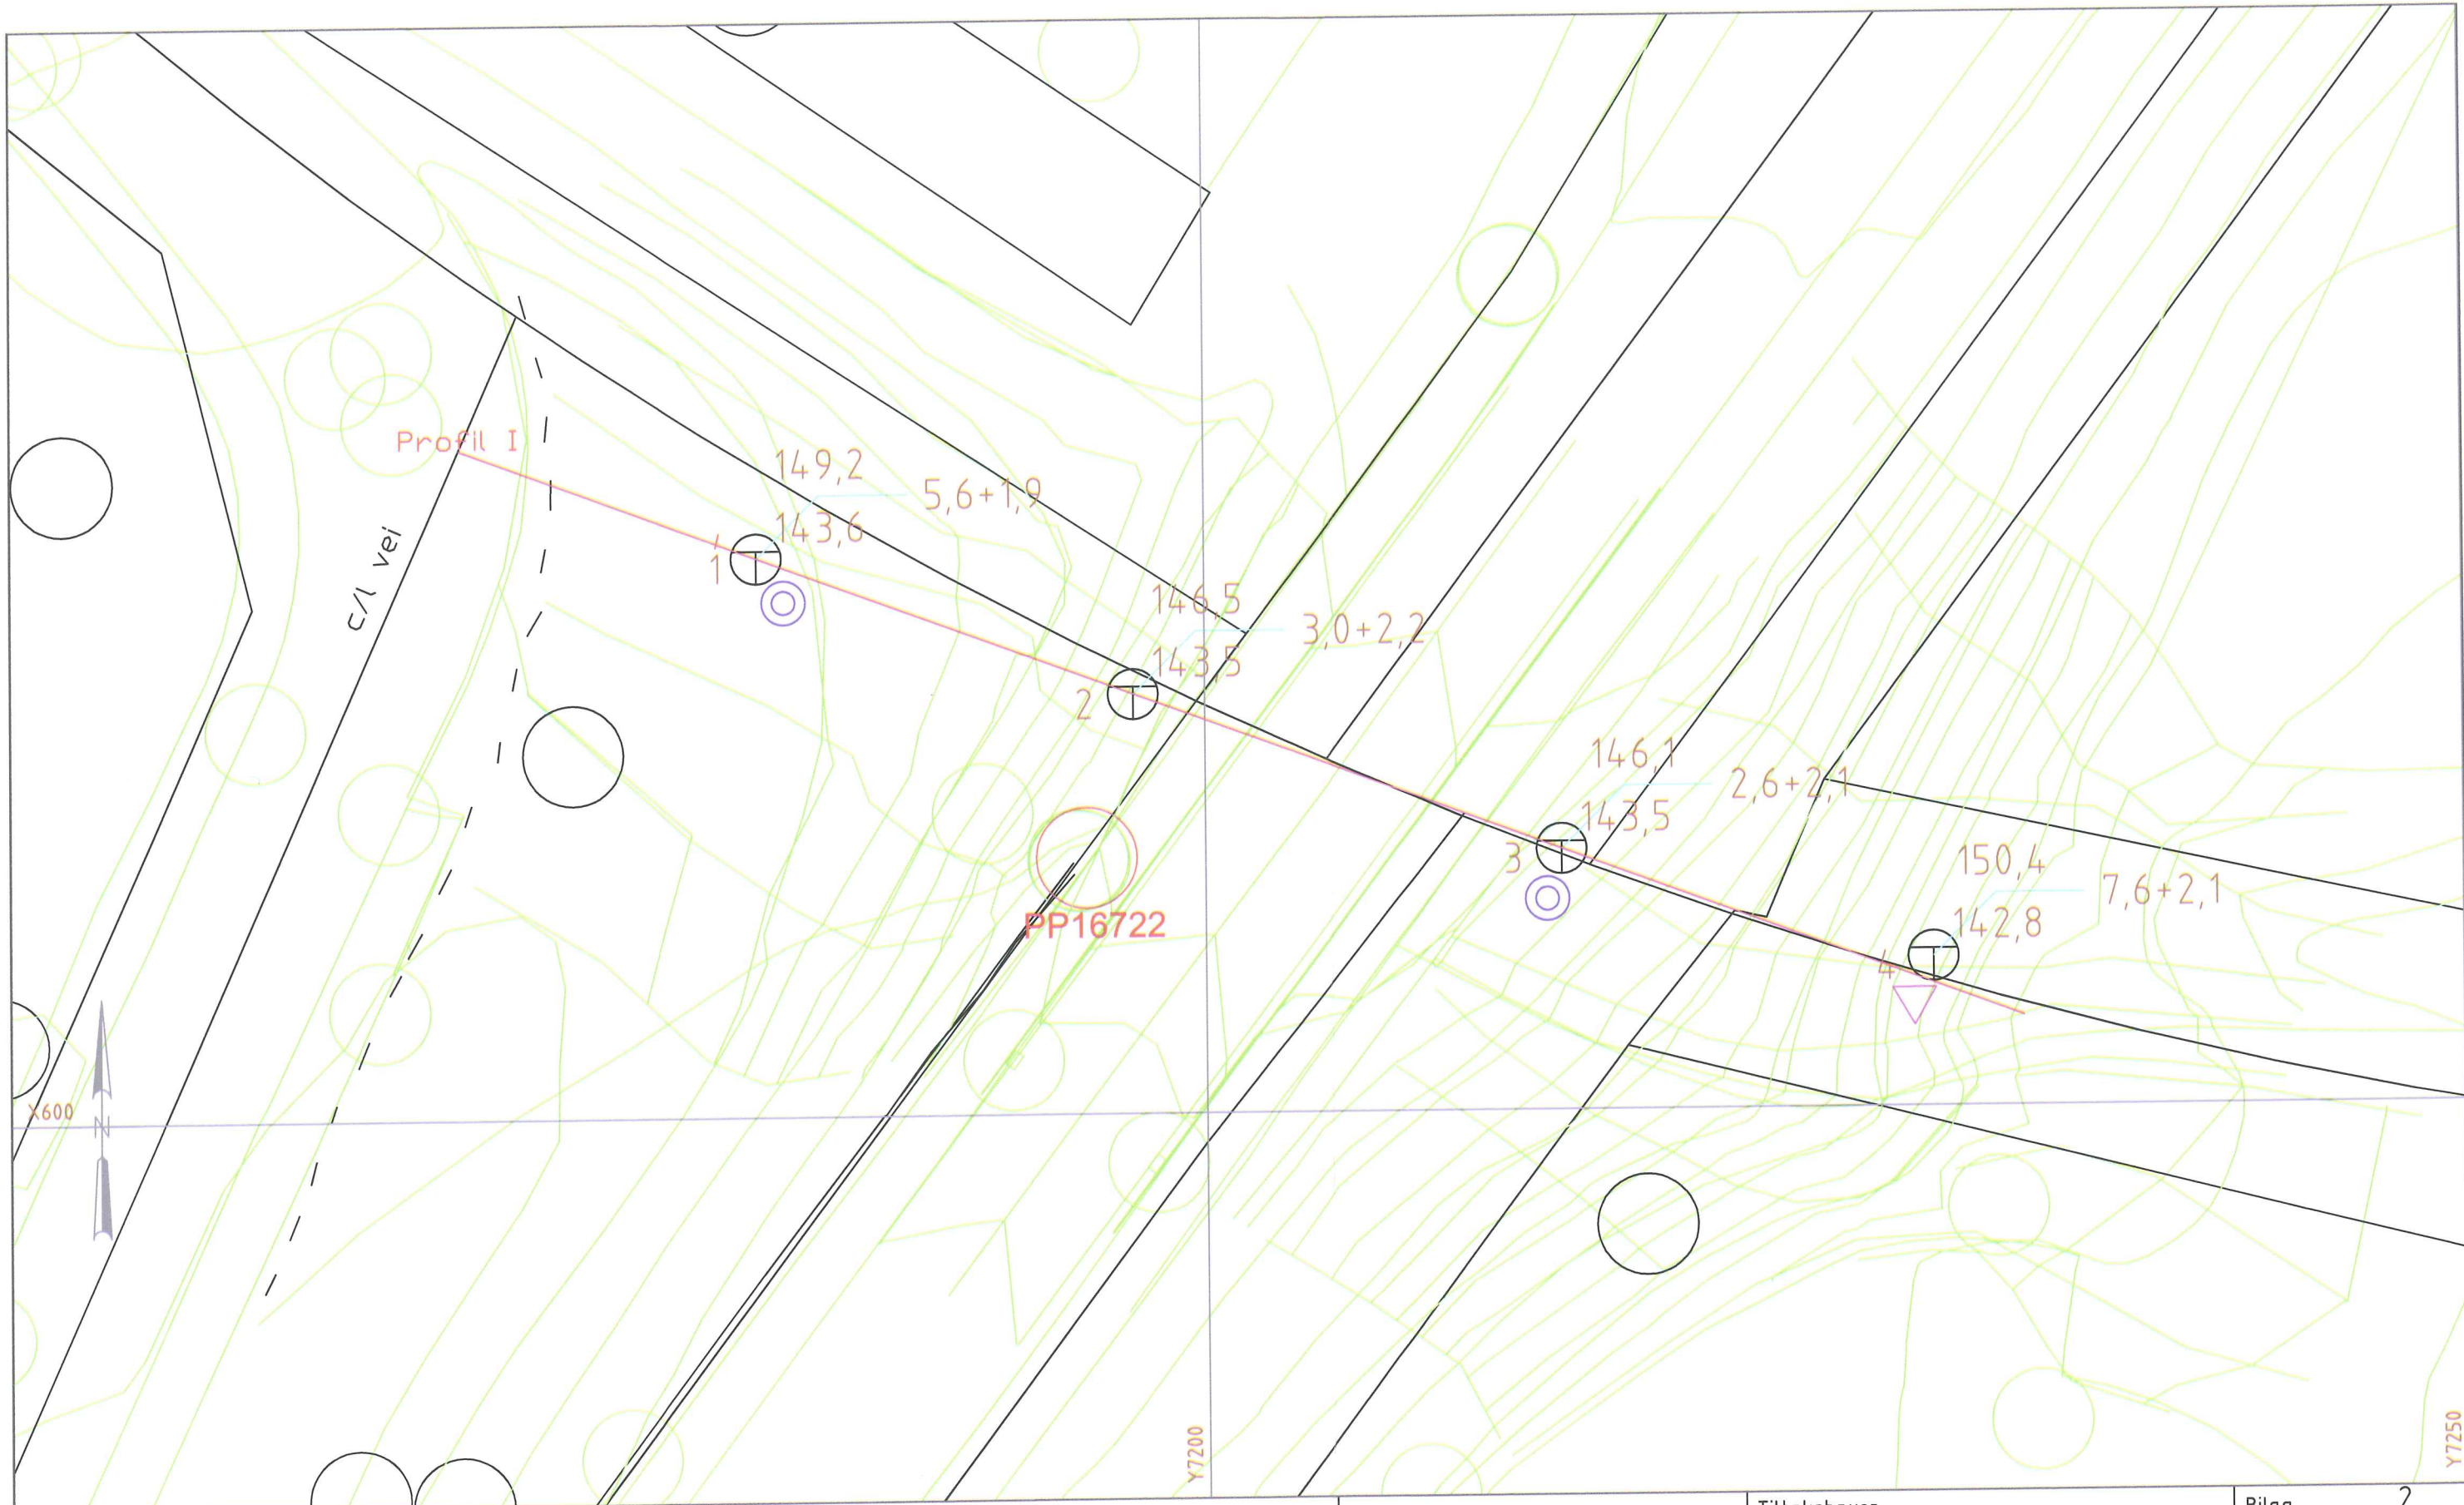 Profil I
149,2
5,6+1,9
143,6
1
c/l vei
146,5
3,0+2,2
143,5
2
146,1
2,6+2,1
143,5
3
150,4
7,6+2,1
142,8
4
PP16722
X600
N
Y7200
Y7250
Bilag
2